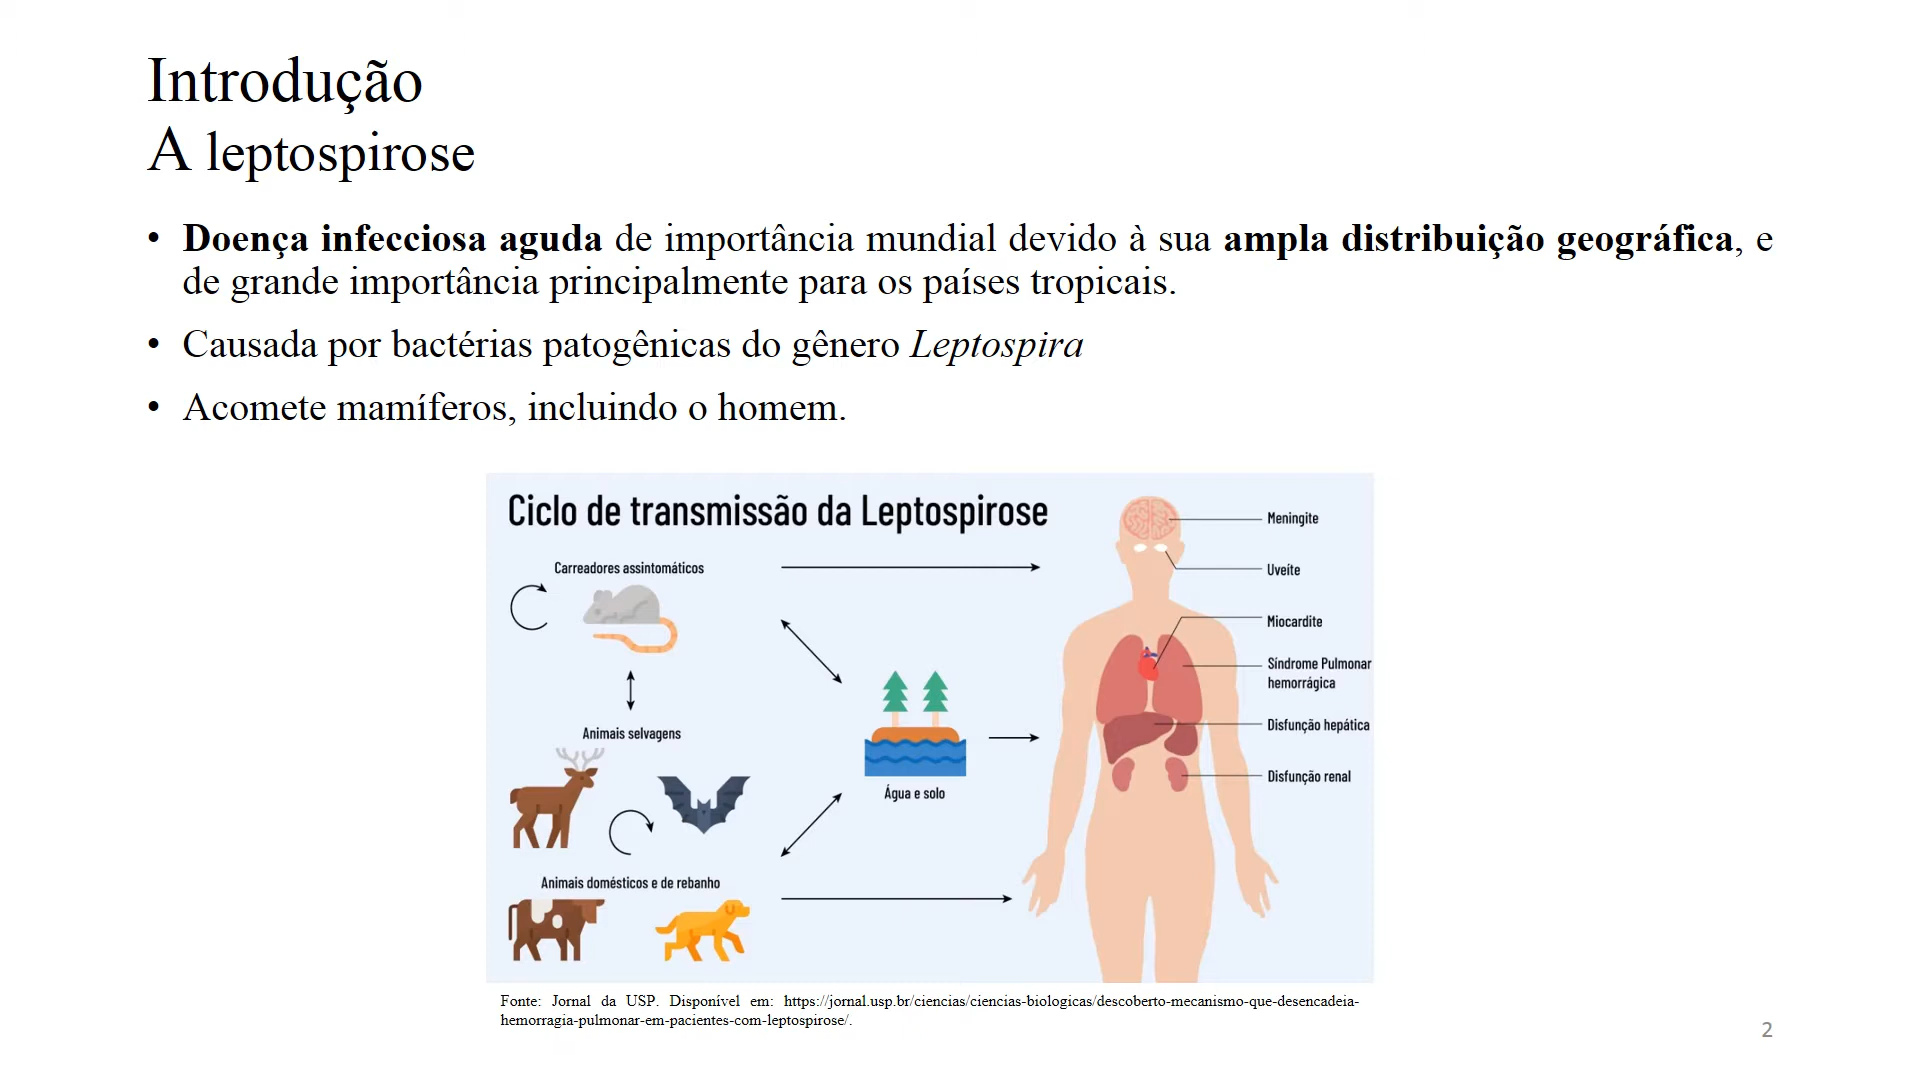 Introdução
A leptospirose
• Doença infecciosa aguda de importância mundial devido à sua ampla distribuição geográfica, e
de grande importância principalmente para os países tropicais.
• Causada por bactérias patogênicas do gênero Leptospira
• Acomete mamíferos, incluindo o homem.
Ciclo de transmissão da Leptospirose
Carreadores assintomáticos
Animais selvagens
Animais domésticos e de rebanho
Água e solo
Meningite
Uveíte
Miocardite
Síndrome Pulmonar
hemorrágica
Disfunção hepática
Disfunção renal
Fonte: Jornal da USP. Disponível em: https://jornal.usp.br/ciencias/ciencias-biologicas/descoberto-mecanismo-que-desencadeia-
hemorragia-pulmonar-em-pacientes-com-leptospirose/.
2